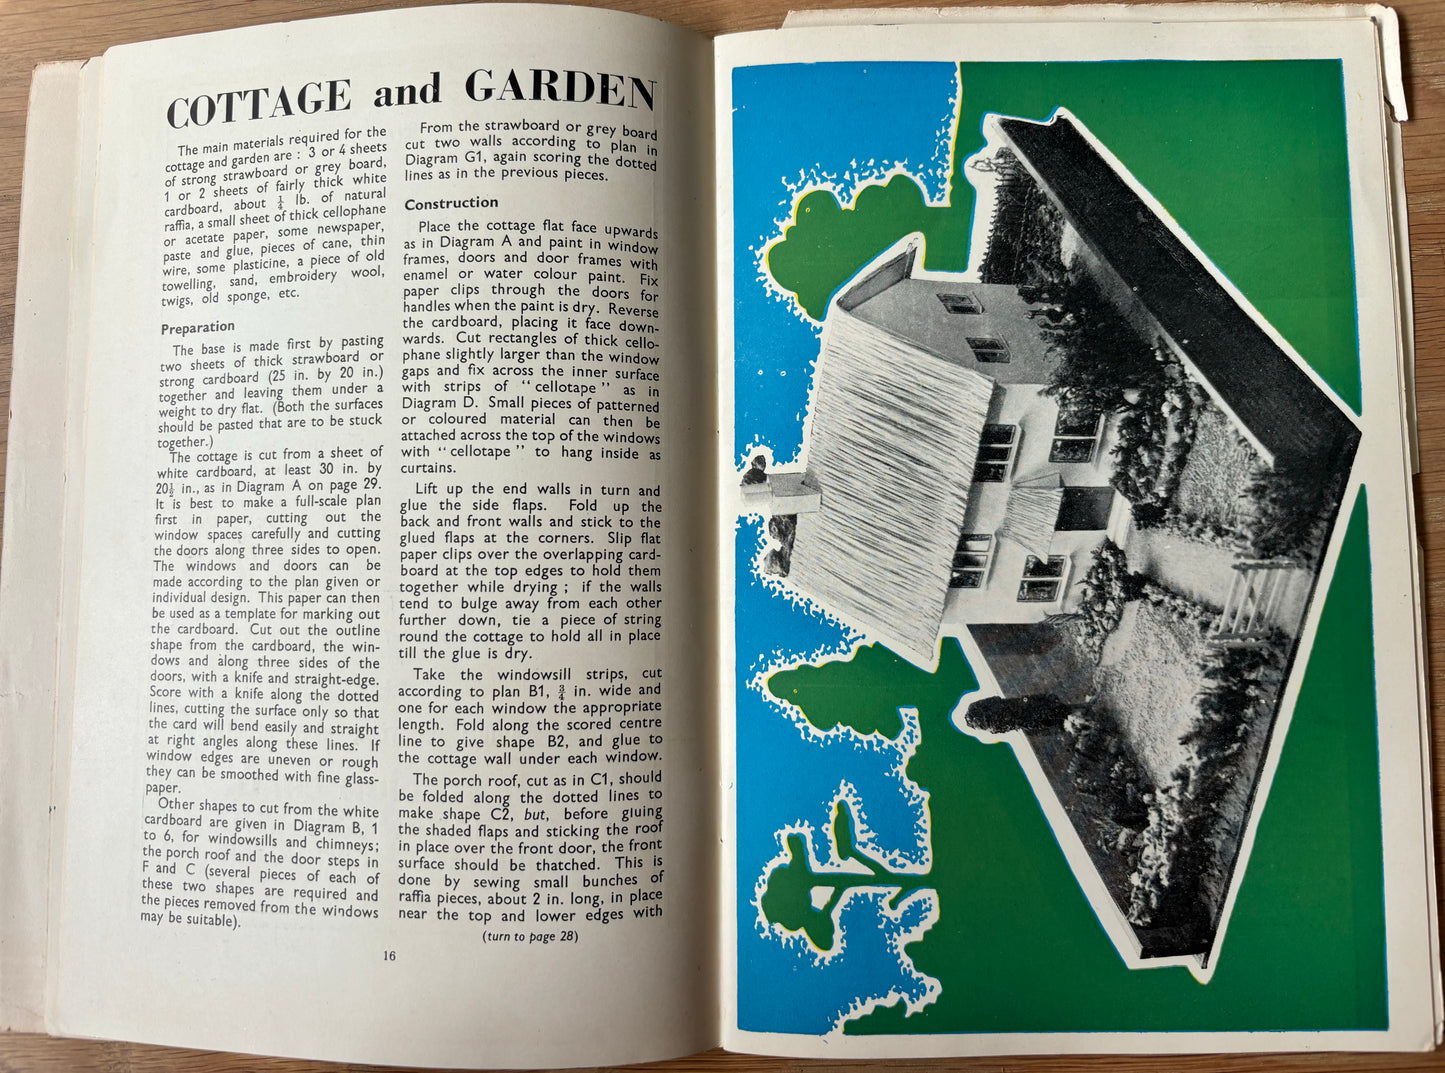 COTTAGE and GARDEN
The main materials required for the
cottage and garden are : 3 or 4 sheets
of strong strawboard or grey board,
1 or 2 sheets of fairly thick white
cardboard, about ¼ lb. of natural
raffia, a small sheet of thick cellophane
or acetate paper, some newspaper,
paste and glue, pieces of cane, thin
wire, some plasticine, a piece of old
towelling, sand, embroidery wool,
twigs, old sponge, etc.
Preparation
The base is made first by pasting
two sheets of thick strawboard or
strong cardboard (25 in. by 20 in.)
together and leaving them under a
weight to dry flat. (Both the surfaces
should be pasted that are to be stuck
together.)
The cottage is cut from a sheet of
white cardboard, at least 30 in. by
20½ in., as in Diagram A on page 29.
It is best to make a full-scale plan
first in paper, cutting out the
window spaces carefully and cutting
the doors along three sides to open.
The windows and doors can be
made according to the plan given or
individual design. This paper can then
be used as a template for marking out
the cardboard. Cut out the outline
shape from the cardboard, the win-
dows and along three sides of the
doors, with a knife and straight-edge.
Score with a knife along the dotted
lines, cutting the surface only so that
the card will bend easily and straight
at right angles along these lines. If
window edges are uneven or rough
they can be smoothed with fine glass-
paper.
Other shapes to cut from the white
cardboard are given in Diagram B, 1
to 6, for windowsills and chimneys;
the porch roof and the door steps in
F and C (several pieces of each of
these two shapes are required and
the pieces removed from the windows
may be suitable).
From the strawboard or grey board
cut two walls according to plan in
Diagram G1, again scoring the dotted
lines as in the previous pieces.
Construction
Place the cottage flat face upwards
as in Diagram A and paint in window
frames, doors and door frames with
enamel or water colour paint. Fix
paper clips through the doors for
handles when the paint is dry. Reverse
the cardboard, placing it face down-
wards. Cut rectangles of thick cello-
phane slightly larger than the window
gaps and fix across the inner surface
with strips of “cellotape” as in
Diagram D. Small pieces of patterned
or coloured material can then be
attached across the top of the windows
with “cellotape” to hang inside as
curtains.
Lift up the end walls in turn and
glue the side flaps. Fold up the
back and front walls and stick to the
glued flaps at the corners. Slip flat
paper clips over the overlapping card-
board at the top edges to hold them
together while drying ; if the walls
tend to bulge away from each other
further down, tie a piece of string
round the cottage to hold all in place
till the glue is dry.
Take the windowsill strips, cut
according to plan B1, ¾ in. wide and
one for each window the appropriate
length. Fold along the scored centre
line to give shape B2, and glue to
the cottage wall under each window.
The porch roof, cut as in C1, should
be folded along the dotted lines to
make shape C2, but, before gluing
the shaded flaps and sticking the roof
in place over the front door, the front
surface should be thatched. This is
done by sewing small bunches of
raffia pieces, about 2 in. long, in place
near the top and lower edges with
(turn to page 28)
16